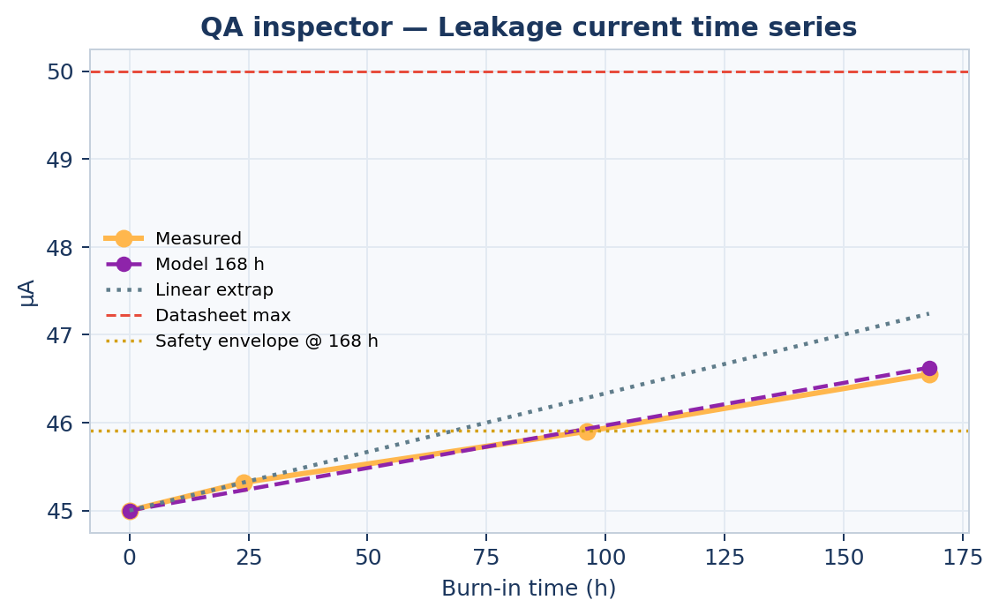 QA inspector — Leakage current time series
50
49
48
47
46
45
µA
Measured
Model 168 h
Linear extrap
Datasheet max
Safety envelope @ 168 h
0 25 50 75 100 125 150 175
Burn-in time (h)